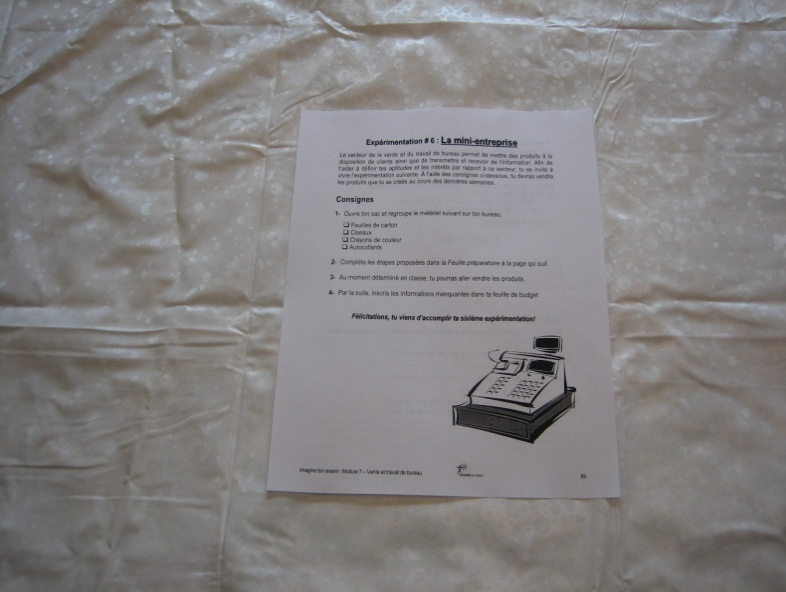 Expérimentation # 6 : La mini-entreprise
Le secteur de la vente et du travail de bureau permet de mettre des produits à la
disposition de clients ainsi que de transmettre et recevoir de l'information. Afin de
t'aider à définir tes aptitudes et tes intérêts par rapport à ce secteur, tu es invité à
vivre l'expérimentation suivante. À l'aide des consignes ci-dessous, tu devras vendre
les produits que tu as créés au cours des dernières semaines.
Consignes
1- Ouvre ton sac et regroupe le matériel suivant sur ton bureau:
❑ Feuilles de carton
❑ Ciseaux
❑ Crayons de couleur
❑ Autocollants
2- Complète les étapes proposées dans la Feuille préparatoire à la page qui suit.
3- Au moment déterminé en classe, tu pourras aller vendre les produits.
4- Par la suite, inscris les informations manquantes dans ta feuille de budget.
Félicitations, tu viens d'accomplir ta sixième expérimentation!
Imagine ton avenir : Module 7 – Vente et travail de bureau
89